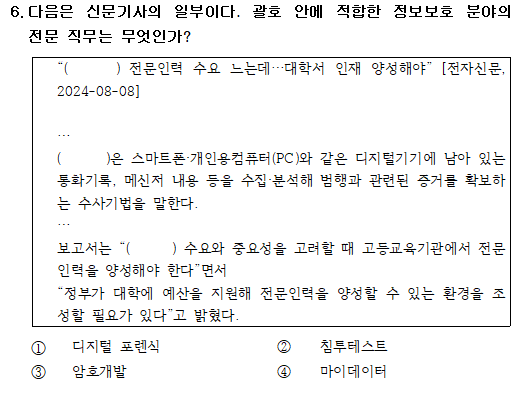 6. 다음은 신문기사의 일부이다. 괄호 안에 적합한 정보보호 분야의
전문 직무는 무엇인가?
“(      ) 전문인력 수요 느는데…대학서 인재 양성해야” [전자신문,
2024-08-08]
…
(      )은 스마트폰·개인용컴퓨터(PC)와 같은 디지털기기에 남아 있는
통화기록, 메신저 내용 등을 수집·분석해 범행과 관련된 증거를 확보하
는 수사기법을 말한다.
…
보고서는 “(      ) 수요와 중요성을 고려할 때 고등교육기관에서 전문
인력을 양성해야 한다”면서
“정부가 대학에 예산을 지원해 전문인력을 양성할 수 있는 환경을 조
성할 필요가 있다”고 밝혔다.
① 디지털 포렌식 ② 침투테스트
③ 암호개발 ④ 마이데이터